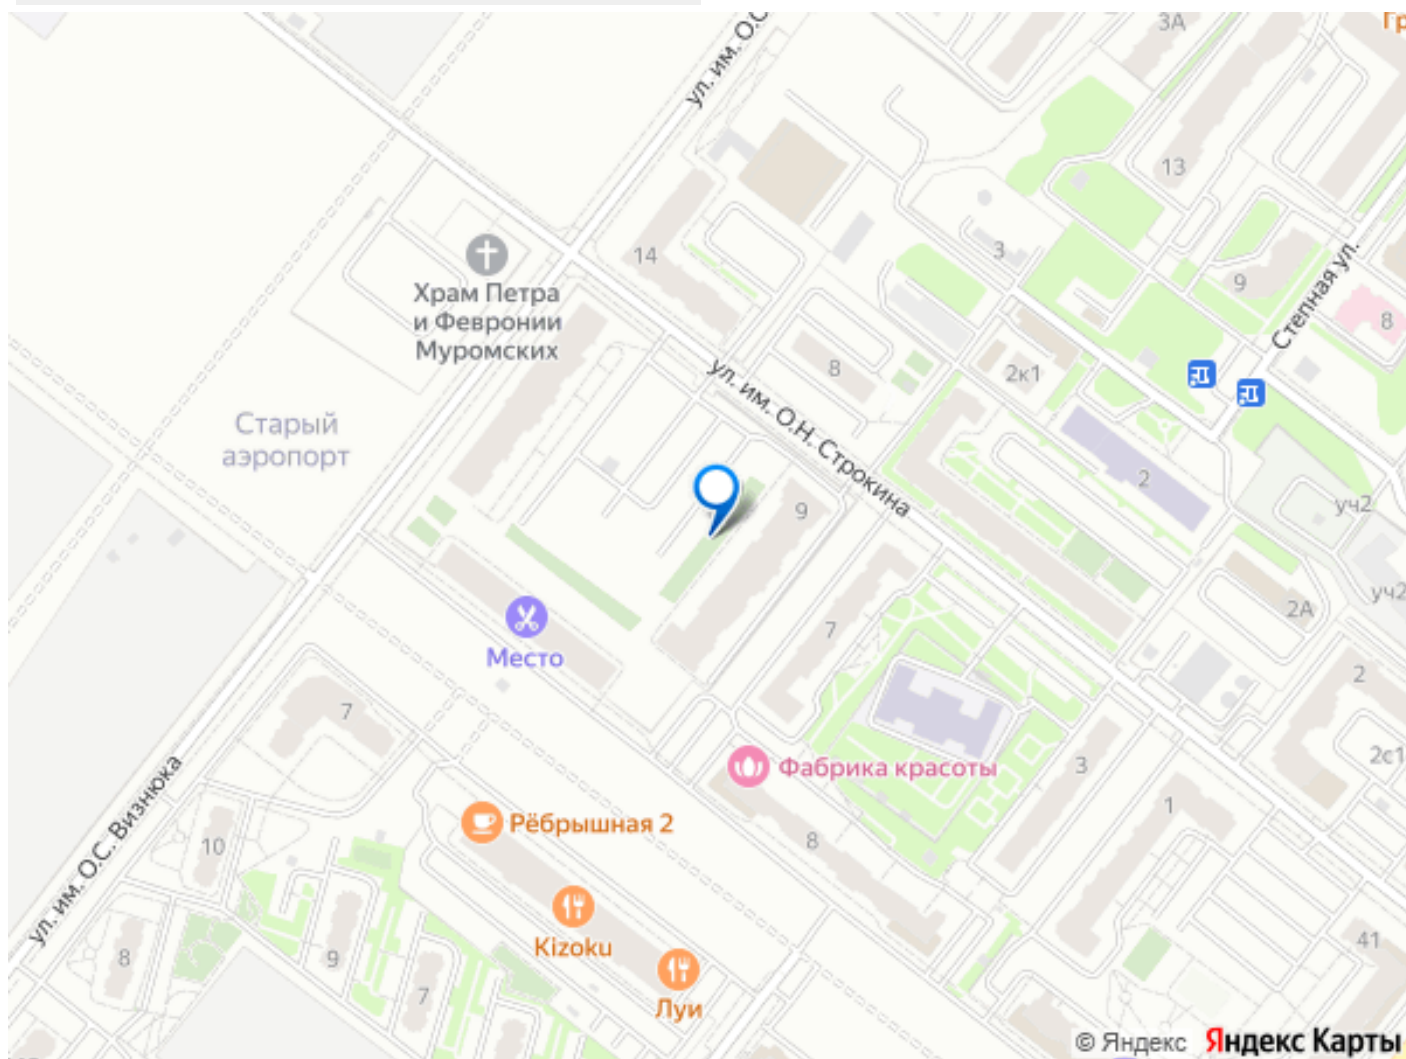 ул. им. О.С.
3А
Гр
13
3
9
Степная ул.
8
14
Храм Петра
и Февронии
Муромских
8
2к1
ул. им. О.Н. Строкина
Старый
аэропорт
9
2
уч2
уч2
2А
7
Место
2
7
2с1
Фабрика красоты
3
1
Рёбрышная 2
8
10
ул. им. О.С. Визнюка
Kizoku
41
8
9
7
Луи
© Яндекс Яндекс Карты